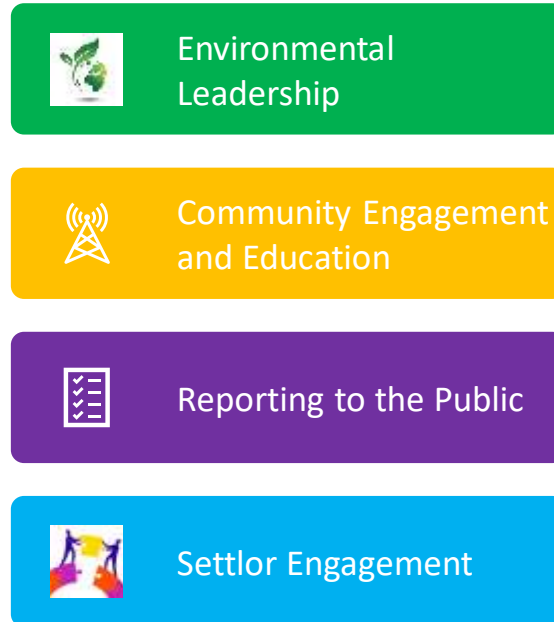 Environmental
Leadership
Community Engagement
and Education
Reporting to the Public
Settlor Engagement